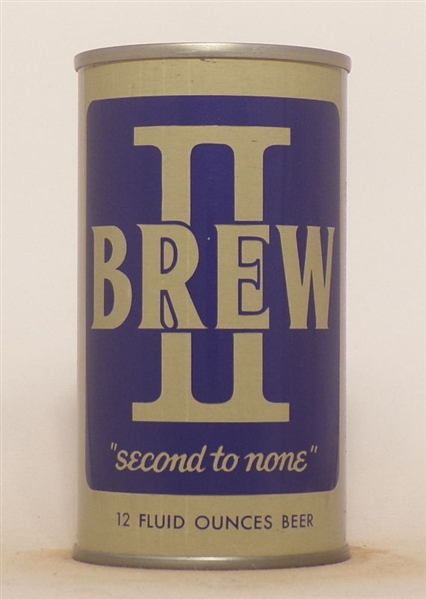 II
BREW
"second to none"
12 FLUID OUNCES BEER